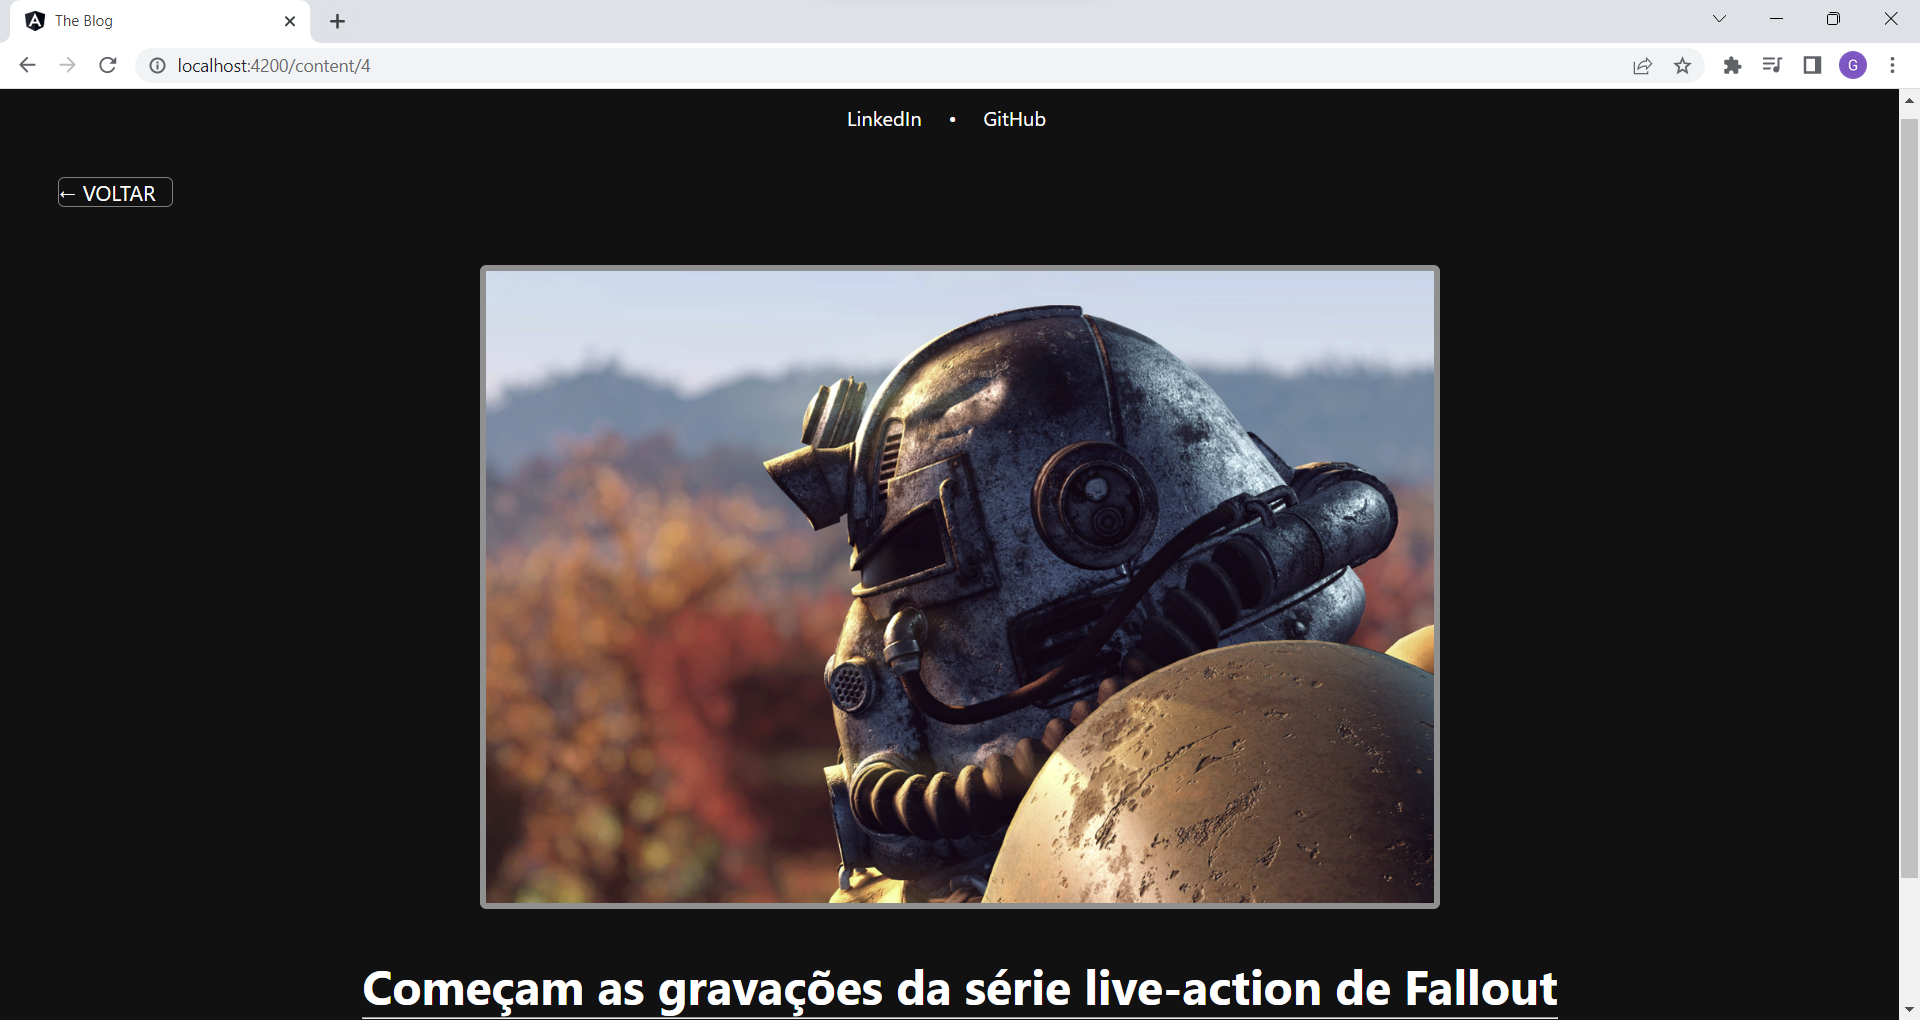 The Blog
localhost:4200/content/4
G
LinkedIn • GitHub
← VOLTAR
Começam as gravações da série live-action de Fallout